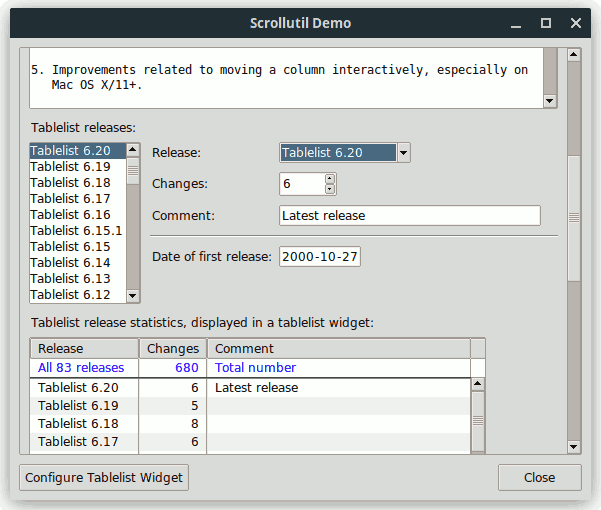 Scrollutil Demo
5. Improvements related to moving a column interactively, especially on
Mac OS X/11+.
Tablelist releases:
Tablelist 6.20
Tablelist 6.19
Tablelist 6.18
Tablelist 6.17
Tablelist 6.16
Tablelist 6.15.1
Tablelist 6.15
Tablelist 6.14
Tablelist 6.13
Tablelist 6.12
Release: Tablelist 6.20
Changes: 6
Comment: Latest release
Date of first release: 2000-10-27
Tablelist release statistics, displayed in a tablelist widget:
Release Changes Comment
All 83 releases 680 Total number
Tablelist 6.20 6 Latest release
Tablelist 6.19 5
Tablelist 6.18 8
Tablelist 6.17 6
Configure Tablelist Widget Close